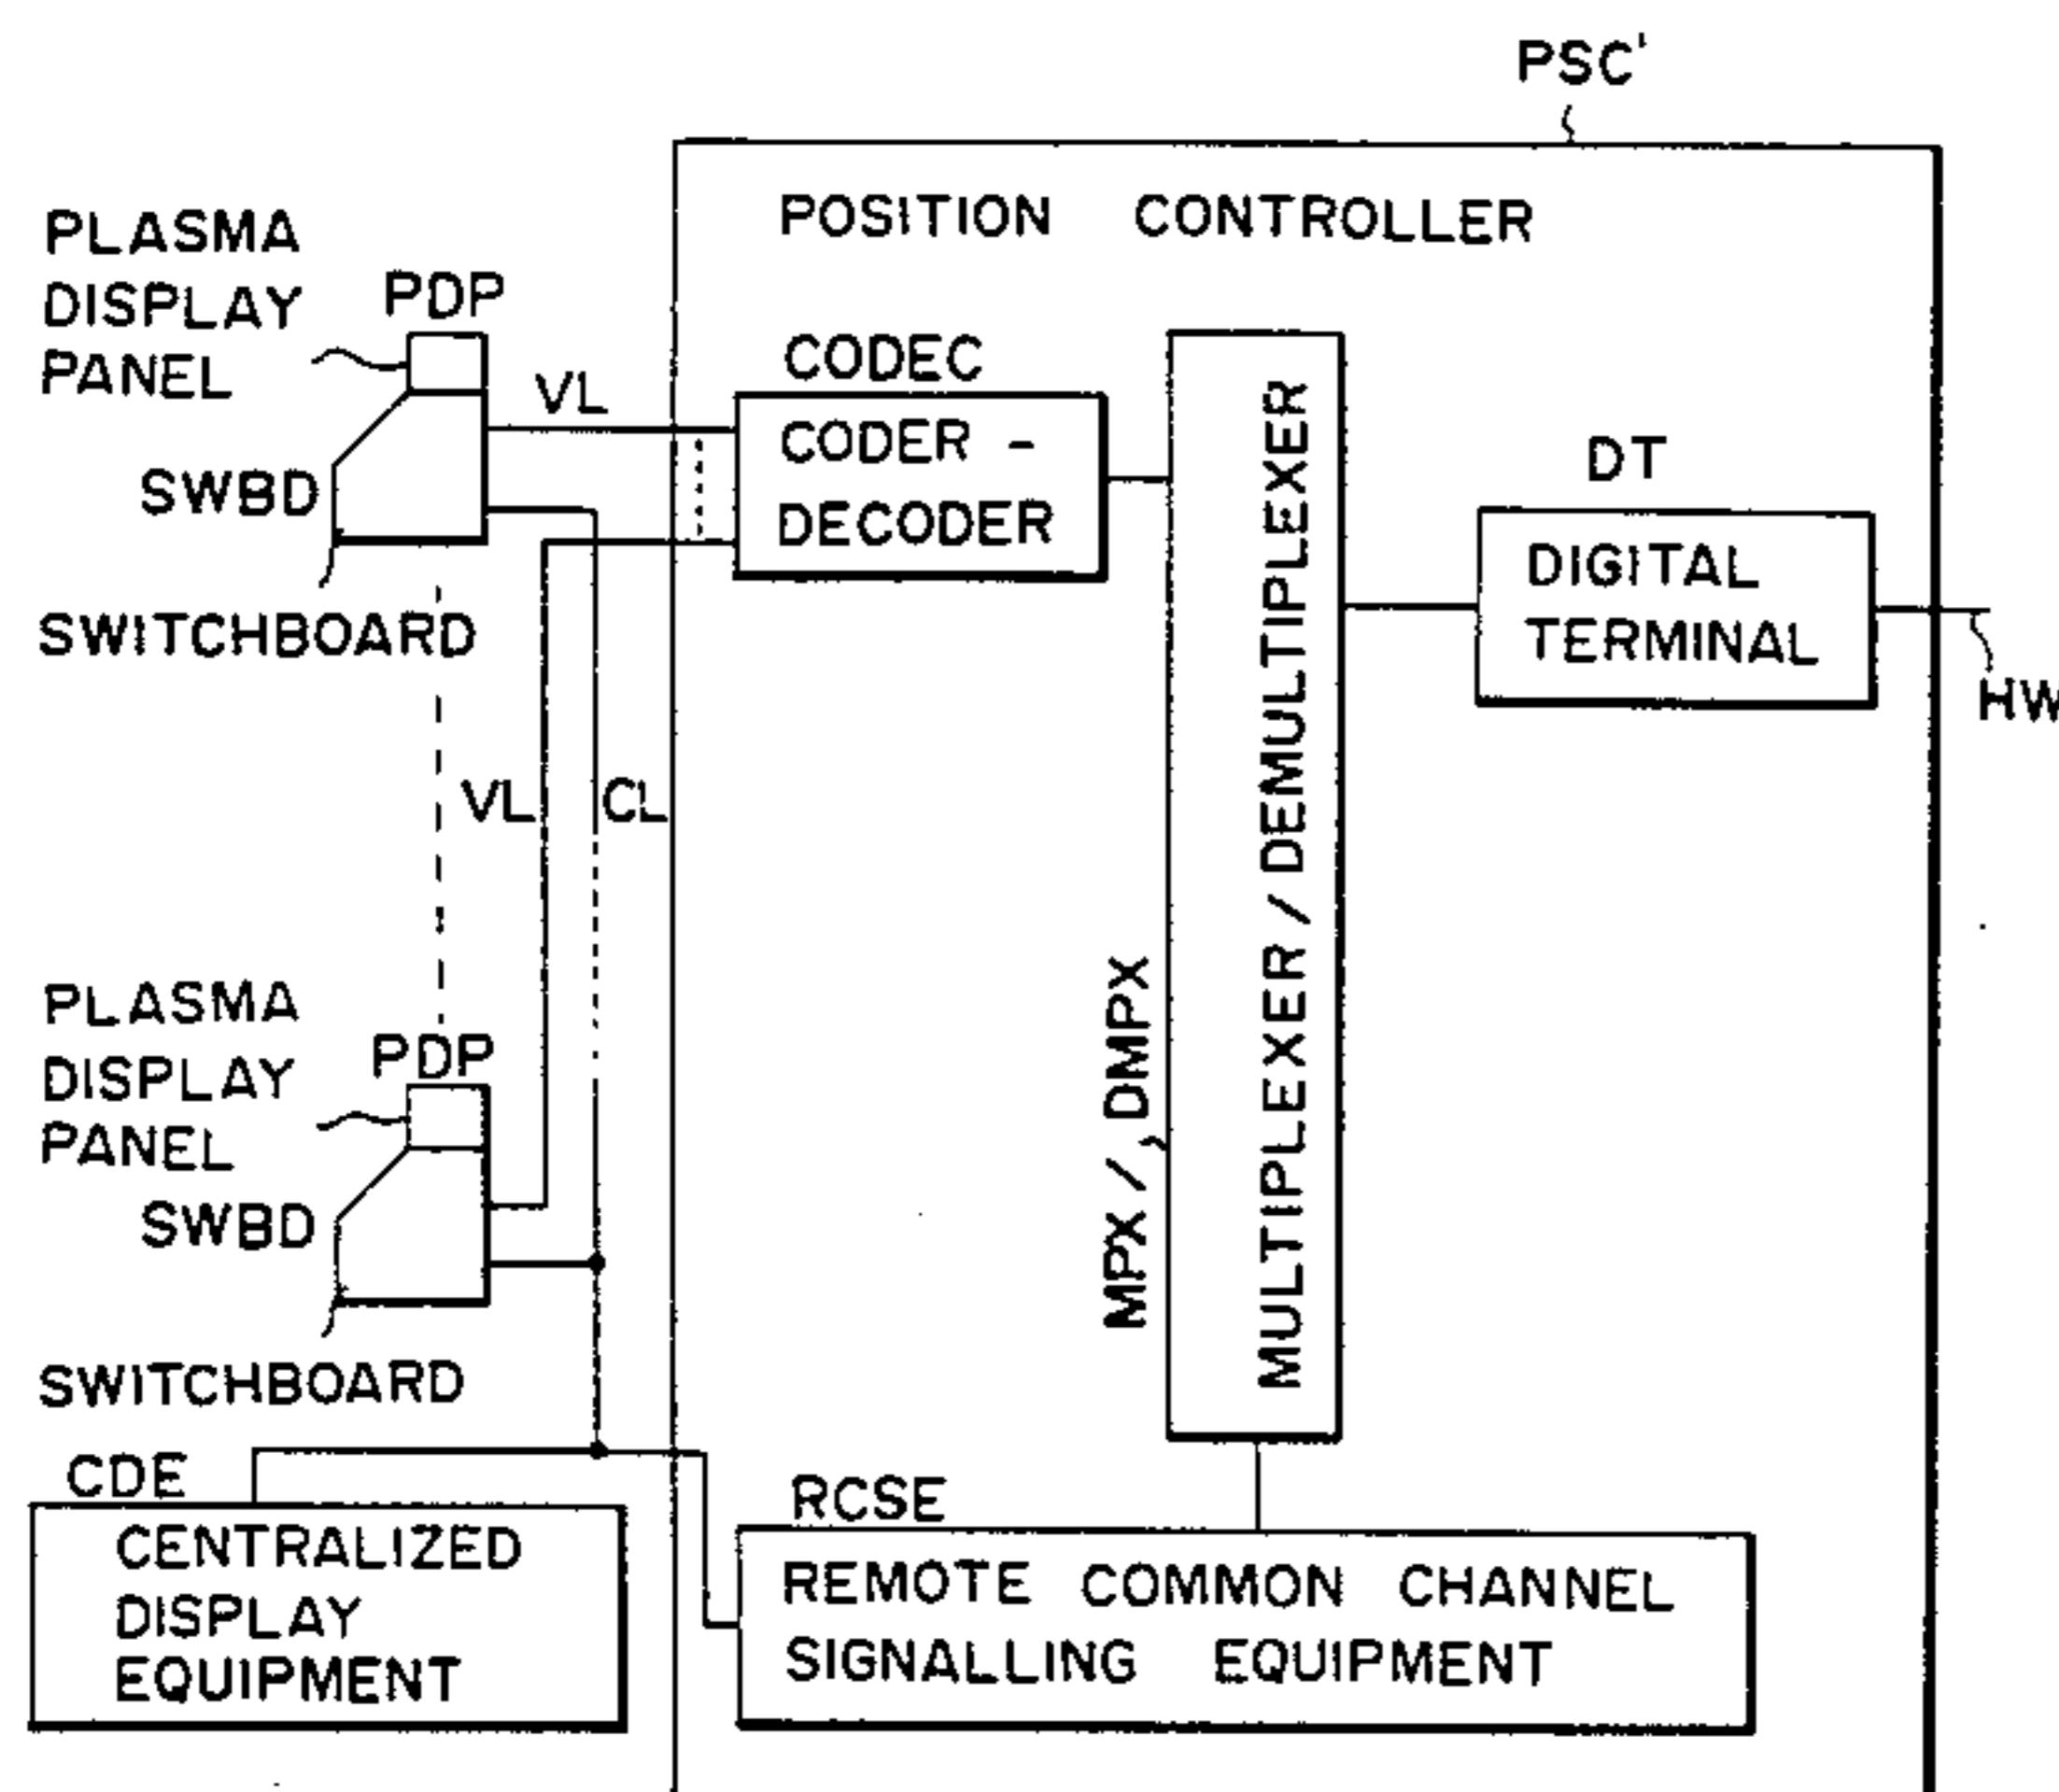 PSC'
POSITION CONTROLLER
PLASMA
DISPLAY
PANEL
PDP
VL
SWBD
SWITCHBOARD
CODEC
CODER -
DECODER
MULTIPLEXER / DEMULTIPLEXER
MPX / DMPX
DT
DIGITAL
TERMINAL
HW
VL
CL
PLASMA
DISPLAY
PANEL
PDP
SWBD
SWITCHBOARD
CDE
CENTRALIZED
DISPLAY
EQUIPMENT
RCSE
REMOTE COMMON CHANNEL
SIGNALLING EQUIPMENT